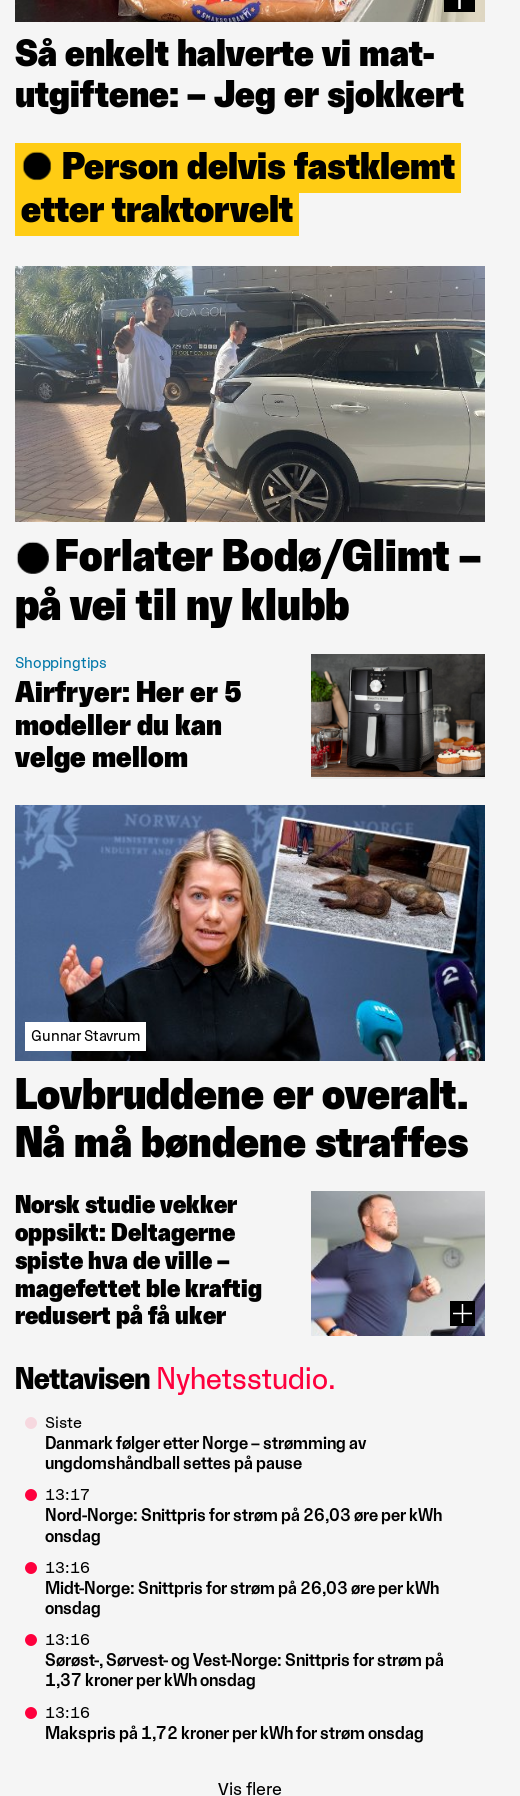 Så enkelt halverte vi mat-
utgiftene: – Jeg er sjokkert
Person delvis fastklemt
etter traktorvelt
Forlater Bodø/Glimt –
på vei til ny klubb
Shoppingtips
Airfryer: Her er 5
modeller du kan
velge mellom
NORWAY
NORGE
MINISTRY OF
INDUSTRY AND
Gunnar Stavrum
Lovbruddene er overalt.
Nå må bøndene straffes
Norsk studie vekker
oppsikt: Deltagerne
spiste hva de ville –
magefettet ble kraftig
redusert på få uker
Nettavisen Nyhetsstudio.
Siste
Danmark følger etter Norge – strømming av
ungdomshåndball settes på pause
13:17
Nord-Norge: Snittpris for strøm på 26,03 øre per kWh
onsdag
13:16
Midt-Norge: Snittpris for strøm på 26,03 øre per kWh
onsdag
13:16
Sørøst-, Sørvest- og Vest-Norge: Snittpris for strøm på
1,37 kroner per kWh onsdag
13:16
Makspris på 1,72 kroner per kWh for strøm onsdag
Vis flere